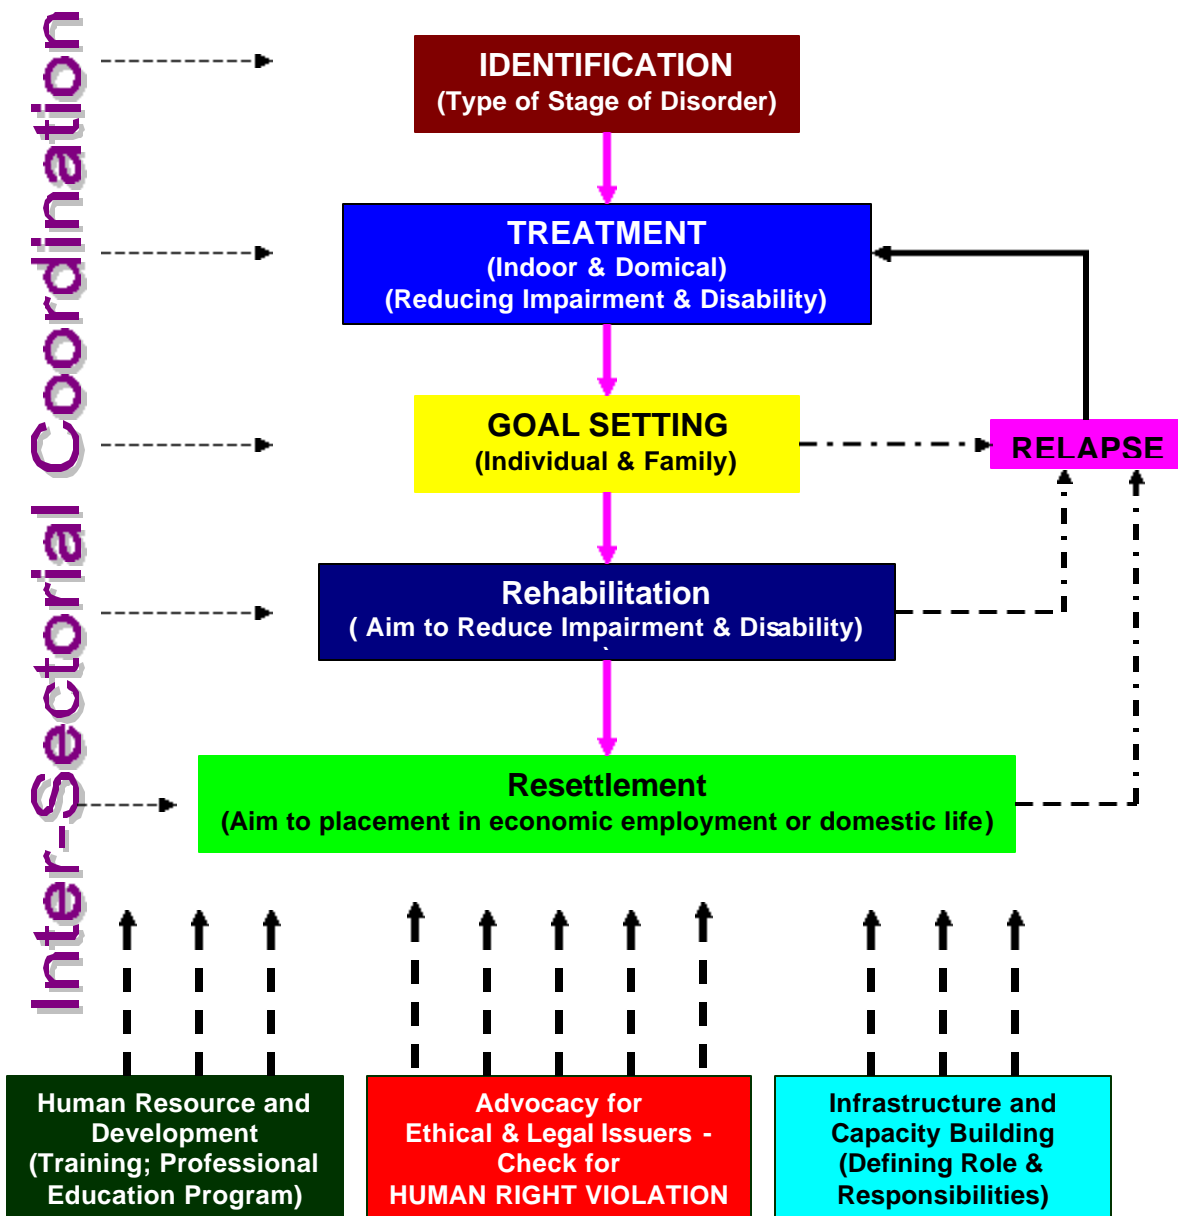 Inter-Sectorial Coordination
IDENTIFICATION
(Type of Stage of Disorder)
TREATMENT
(Indoor & Domical)
(Reducing Impairment & Disability)
GOAL SETTING
(Individual & Family)
RELAPSE
Rehabilitation
( Aim to Reduce Impairment & Disability)
Resettlement
(Aim to placement in economic employment or domestic life)
Human Resource and
Development
(Training; Professional
Education Program)
Advocacy for
Ethical & Legal Issuers -
Check for
HUMAN RIGHT VIOLATION
Infrastructure and
Capacity Building
(Defining Role &
Responsibilities)